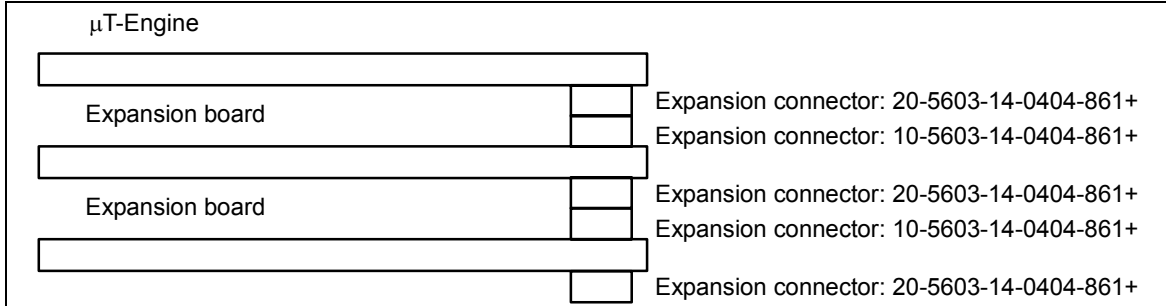 μT-Engine
Expansion board
Expansion connector: 20-5603-14-0404-861+
Expansion connector: 10-5603-14-0404-861+
Expansion board
Expansion connector: 20-5603-14-0404-861+
Expansion connector: 10-5603-14-0404-861+
Expansion connector: 20-5603-14-0404-861+